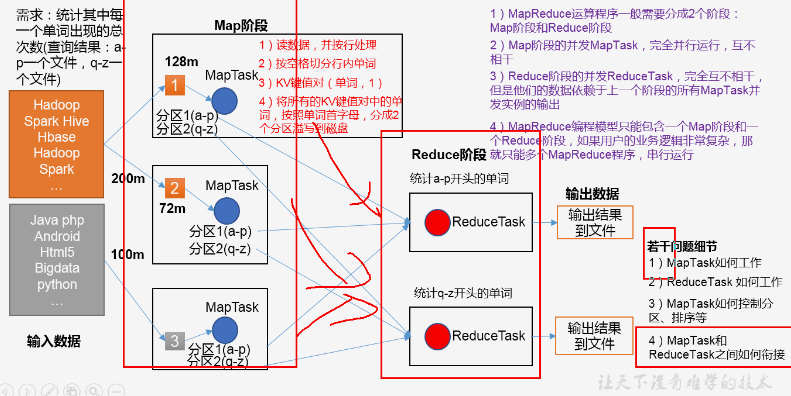 需求：统计其中每
一个单词出现的总
次数(查询结果：a-
p一个文件，q-z一
个文件)
Hadoop
Spark Hive
Hbase
Hadoop
Spark
…
200m
Java php
Android
Html5
Bigdata
python
…
100m
输入数据
Map阶段
128m
1
MapTask
分区1(a-p)
分区2(q-z)
1）读数据，并按行处理
2）按空格切分行内单词
3）KV键值对（单词，1）
4）将所有的KV键值对中的单
词，按照单词首字母，分成2
个分区溢写到磁盘
2
72m
MapTask
分区1(a-p)
分区2(q-z)
3
MapTask
分区1(a-p)
分区2(q-z)
Reduce阶段
统计a-p开头的单词
ReduceTask
统计q-z开头的单词
ReduceTask
输出数据
输出结果
到文件
输出结果
到文件
1）MapReduce运算程序一般需要分成2个阶段：
Map阶段和Reduce阶段
2）Map阶段的并发MapTask，完全并行运行，互不
相干
3）Reduce阶段的并发ReduceTask，完全互不相干，
但是他们的数据依赖于上一个阶段的所有MapTask并
发实例的输出
4）MapReduce编程模型只能包含一个Map阶段和一
个Reduce阶段，如果用户的业务逻辑非常复杂，那
就只能多个MapReduce程序，串行运行
若干问题细节
1）MapTask如何工作
2）ReduceTask 如何工作
3）MapTask如何控制分
区、排序等
4）MapTask和
ReduceTask之间如何衔接
让天下没有难学的技术